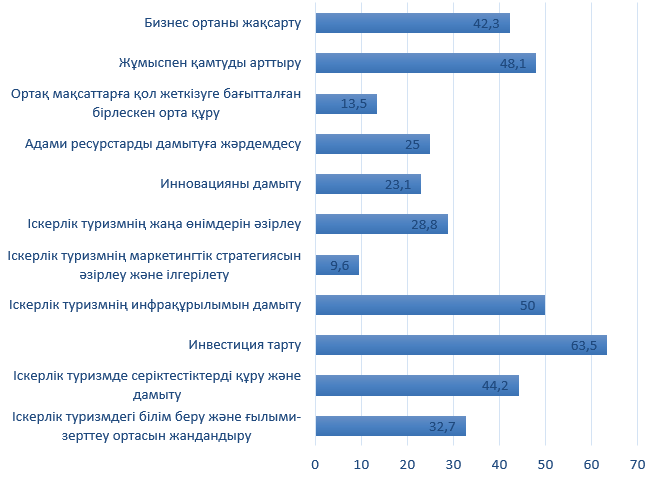 Бизнес ортаны жақсарту
42,3
Жұмыспен қамтуды арттыру
48,1
Ортақ мақсаттарға қол жеткізуге бағытталған
бірлескен орта құру
13,5
Адами ресурстарды дамытуға жәрдемдесу
25
Инновацияны дамыту
23,1
Іскерлік туризмнің жаңа өнімдерін әзірлеу
28,8
Іскерлік туризмнің маркетингтік стратегиясын
әзірлеу және ілгерілету
9,6
Іскерлік туризмнің инфрақұрылымын дамыту
50
Инвестиция тарту
63,5
Іскерлік туризмде серіктестіктерді құру және
дамыту
44,2
Іскерлік туризмдегі білім беру және ғылыми-
зерттеу ортасын жандандыру
32,7
0 10 20 30 40 50 60 70